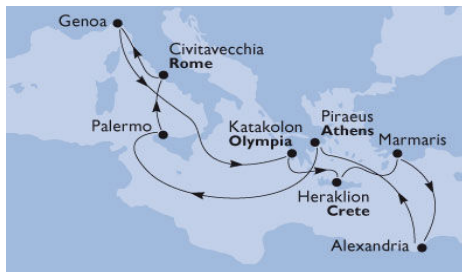 Genoa
Civitavecchia
Rome
Palermo
Katakolon
Olympia
Piraeus
Athens
Marmaris
Heraklion
Crete
Alexandria